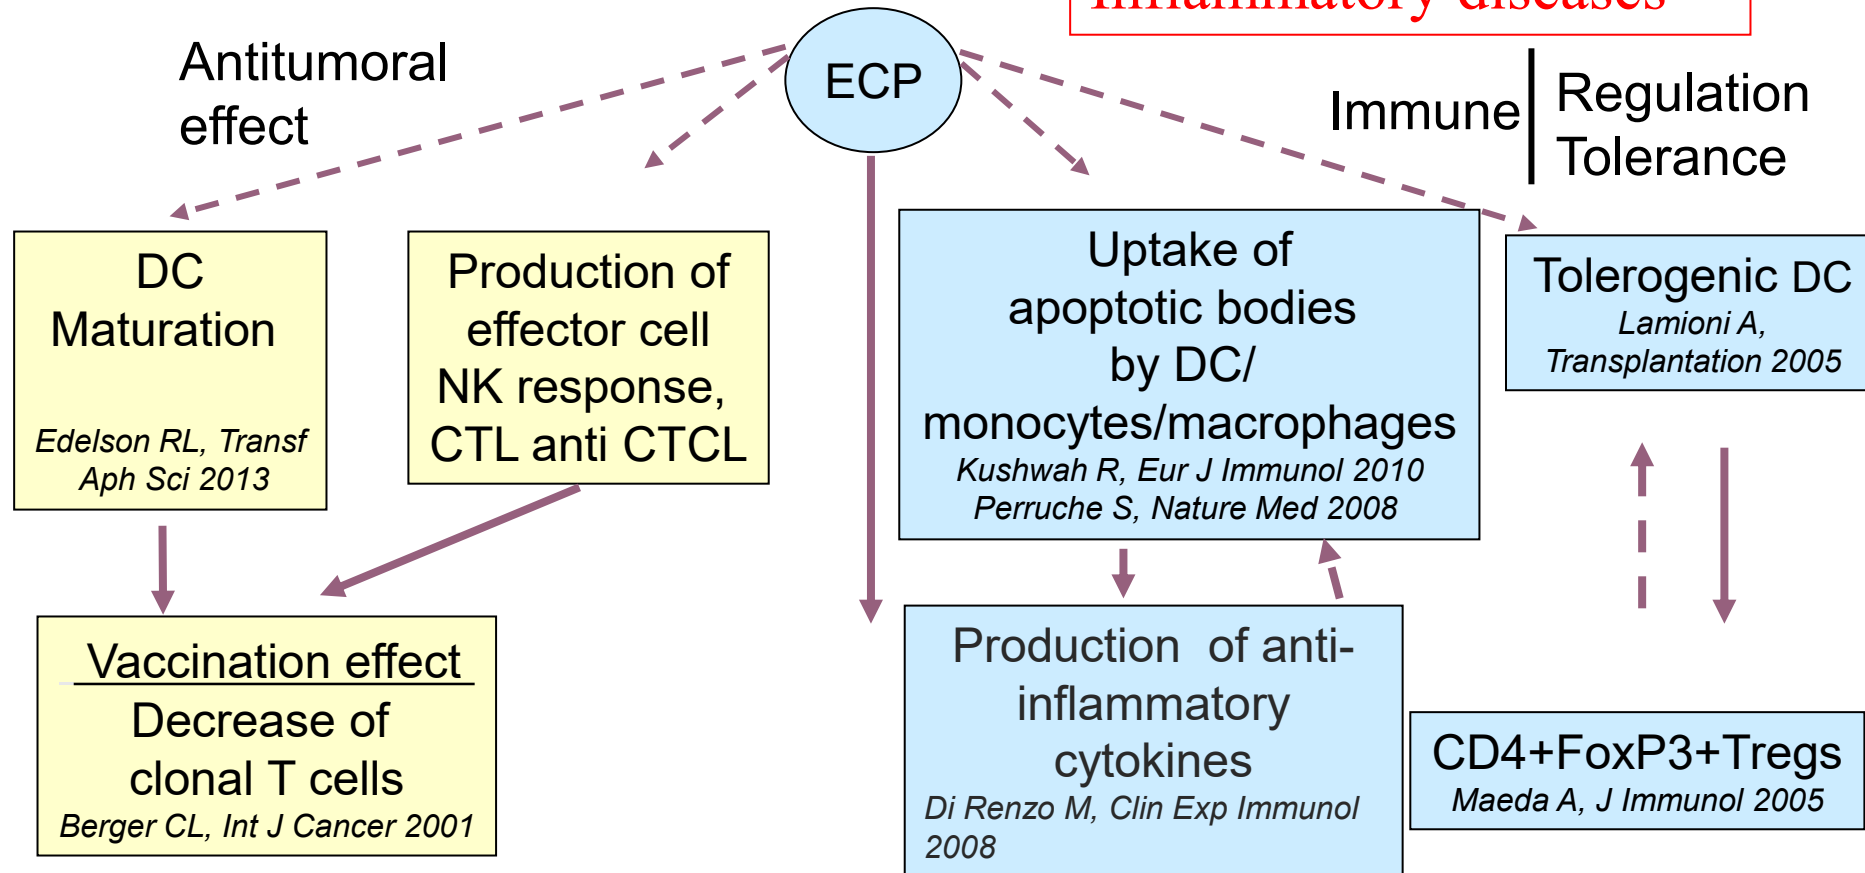 Inflammatory diseases
Antitumoral
effect
ECP
Immune
Regulation
Tolerance
DC
Maturation
Edelson RL, Transf
Aph Sci 2013
Production of
effector cell
NK response,
CTL anti CTCL
Uptake of
apoptotic bodies
by DC/
monocytes/macrophages
Kushwah R, Eur J Immunol 2010
Perruche S, Nature Med 2008
Tolerogenic DC
Lamioni A,
Transplantation 2005
Vaccination effect
Decrease of
clonal T cells
Berger CL, Int J Cancer 2001
Production of anti-
inflammatory
cytokines
Di Renzo M, Clin Exp Immunol
2008
CD4+FoxP3+Tregs
Maeda A, J Immunol 2005